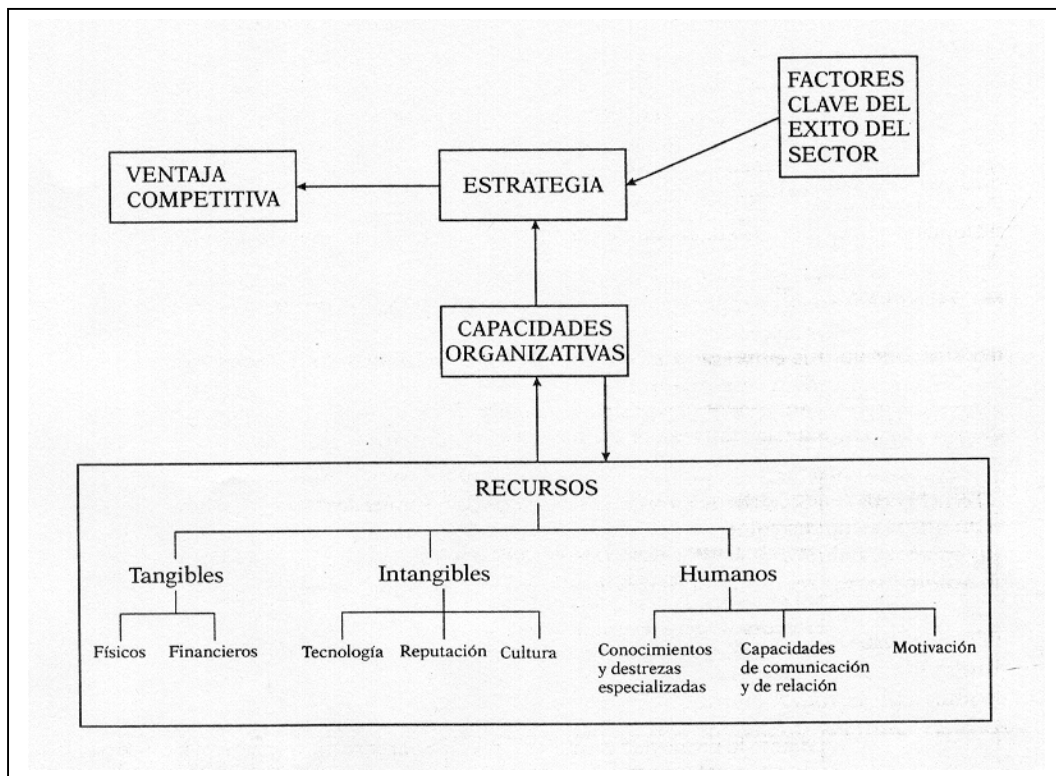 FACTORES
CLAVE DEL
EXITO DEL
SECTOR
VENTAJA
COMPETITIVA
ESTRATEGIA
CAPACIDADES
ORGANIZATIVAS
RECURSOS
Tangibles
Intangibles
Humanos
Físicos
Financieros
Tecnología
Reputación
Cultura
Conocimientos
y destrezas
especializadas
Capacidades
de comunicación
y de relación
Motivación